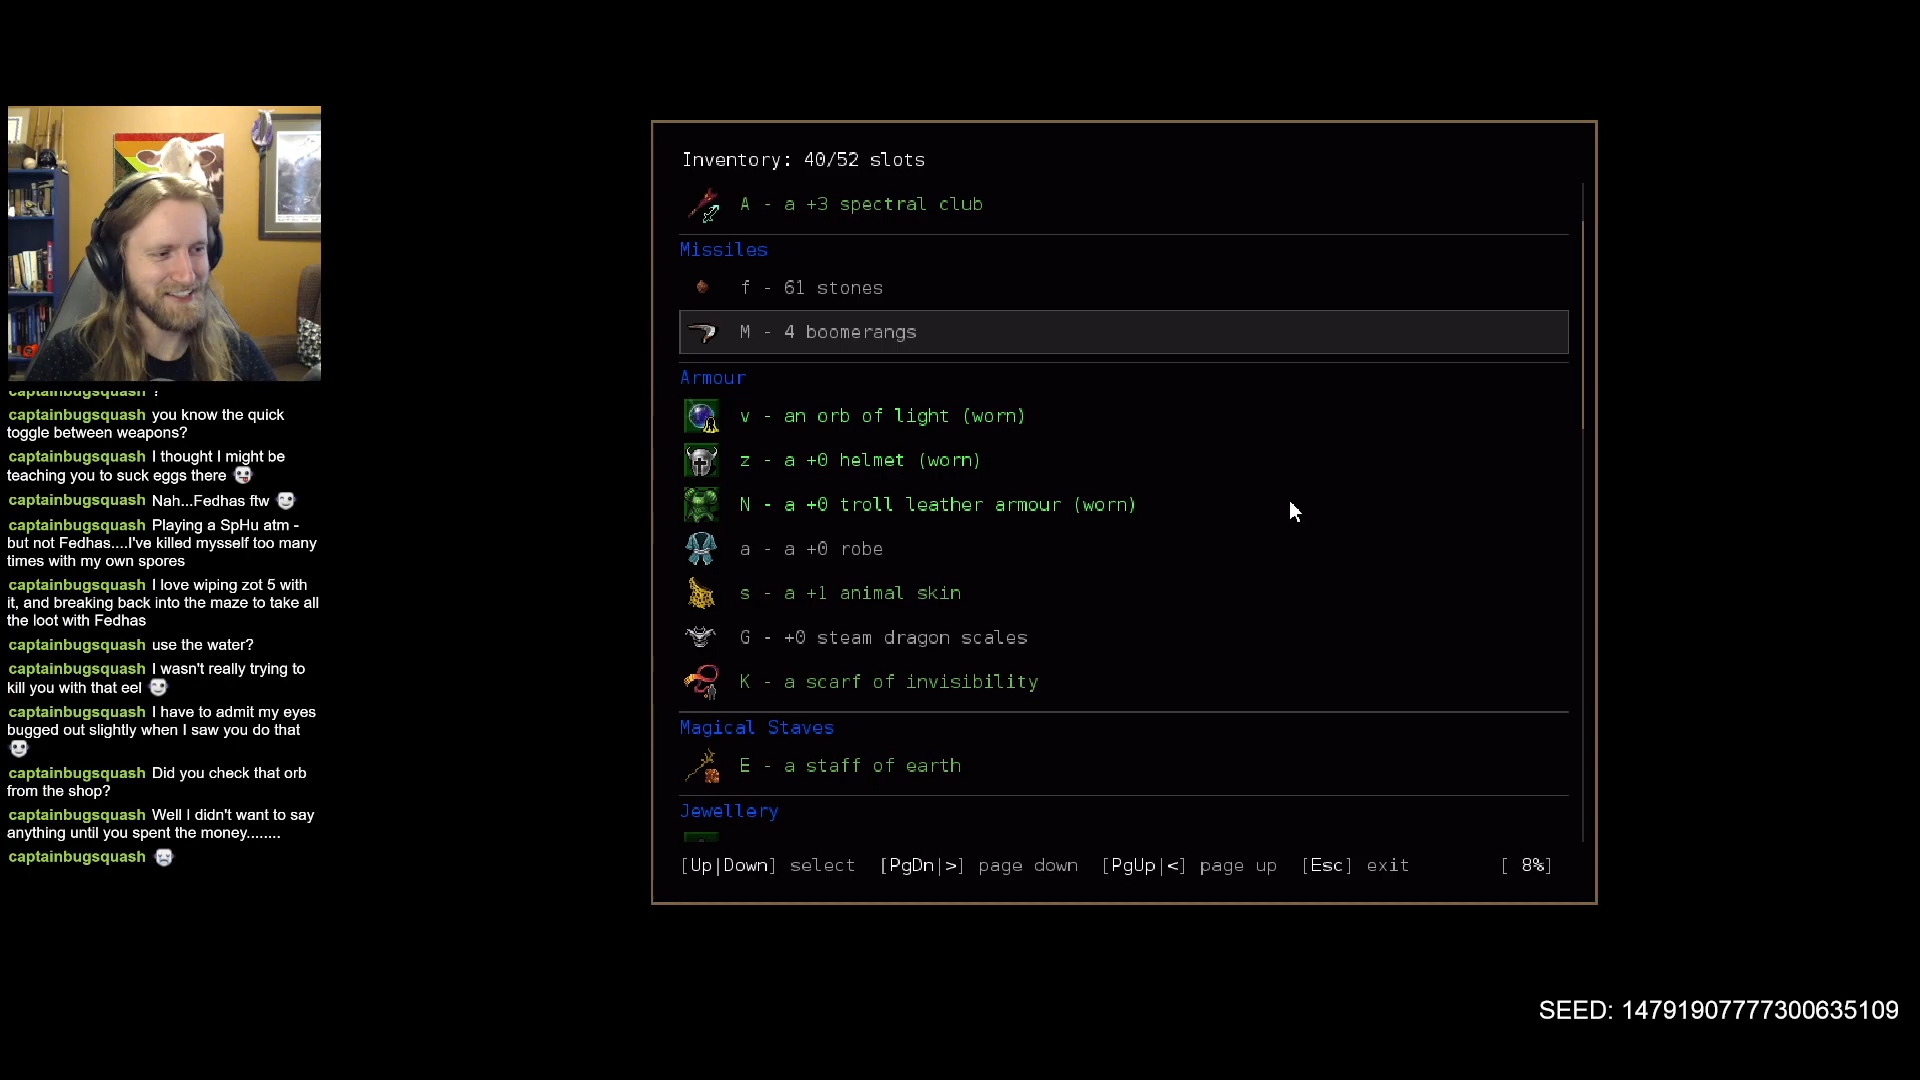 captainbugsquash ?
captainbugsquash you know the quick
toggle between weapons?
captainbugsquash I thought I might be
teaching you to suck eggs there
captainbugsquash Nah...Fedhas ftw
captainbugsquash Playing a SpHu atm -
but not Fedhas....I've killed mysself too many
times with my own spores
captainbugsquash I love wiping zot 5 with
it, and breaking back into the maze to take all
the loot with Fedhas
captainbugsquash use the water?
captainbugsquash I wasn't really trying to
kill you with that eel
captainbugsquash I have to admit my eyes
bugged out slightly when I saw you do that
captainbugsquash Did you check that orb
from the shop?
captainbugsquash Well I didn't want to say
anything until you spent the money........
captainbugsquash
Inventory: 40/52 slots
A - a +3 spectral club
Missiles
f - 61 stones
M - 4 boomerangs
Armour
v - an orb of light (worn)
z - a +0 helmet (worn)
N - a +0 troll leather armour (worn)
a - a +0 robe
s - a +1 animal skin
G - +0 steam dragon scales
K - a scarf of invisibility
Magical Staves
E - a staff of earth
Jewellery
[Up|Down] select [PgDn|>] page down [PgUp|<] page up [Esc] exit [ 8%]
SEED: 14791907777300635109